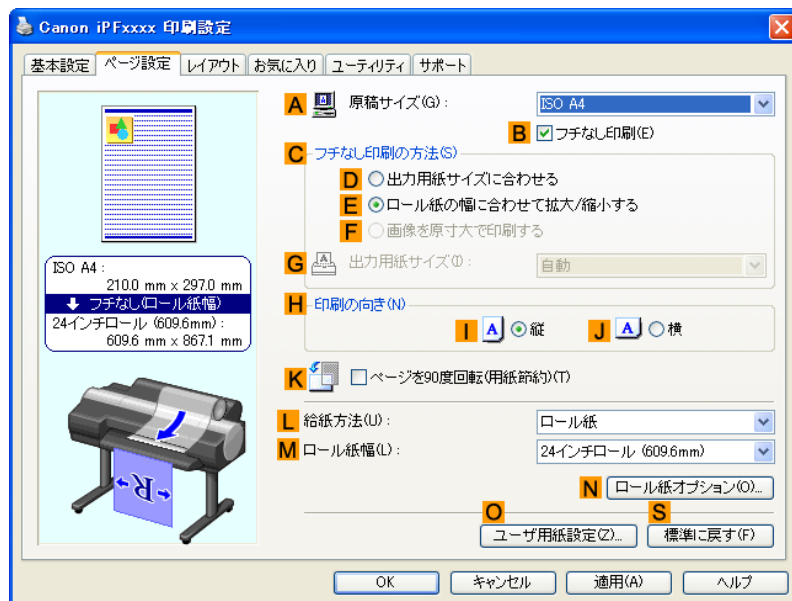 Canon iPFxxxx 印刷設定
基本設定 ページ設定 レイアウト お気に入り ユーティリティ サポート
A 原稿サイズ(G): ISO A4
B フチなし印刷(E)
C フチなし印刷の方法(S)
D 出力用紙サイズに合わせる
E ロール紙の幅に合わせて拡大/縮小する
F 画像を原寸大で印刷する
G A 出力用紙サイズ(I): 自動
ISO A4 :
210.0 mm x 297.0 mm
フチなし(ロール紙幅)
24インチロール (609.6mm) :
609.6 mm x 867.1 mm
H 印刷の向き(N)
I A 縦 J A 横
K ページを90度回転(用紙節約)(T)
L 給紙方法(U): ロール紙
M ロール紙幅(L): 24インチロール (609.6mm)
R
N ロール紙オプション(O)...
O S
ユーザ用紙設定(Z)... 標準に戻す(F)
OK キャンセル 適用(A) ヘルプ